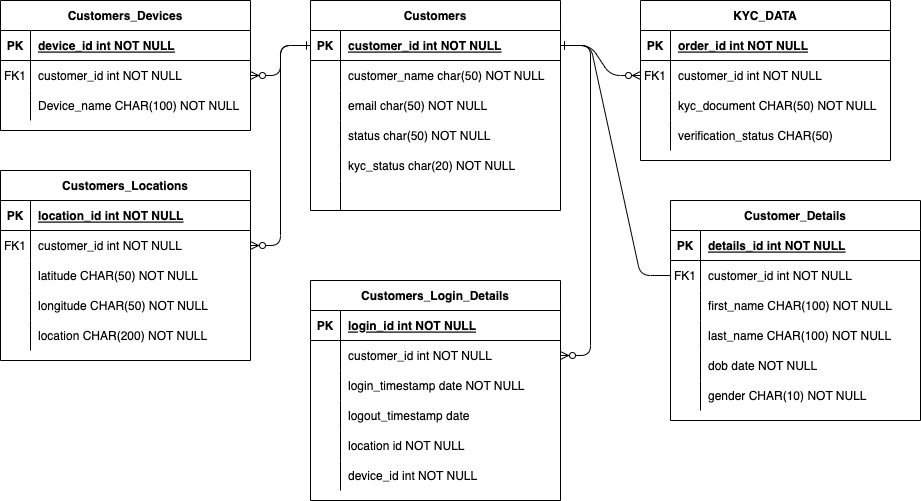 Customers_Devices
PK device_id int NOT NULL
FK1 customer_id int NOT NULL
Device_name CHAR(100) NOT NULL
Customers
PK customer_id int NOT NULL
customer_name char(50) NOT NULL
email char(50) NOT NULL
status char(50) NOT NULL
kyc_status char(20) NOT NULL
KYC_DATA
PK order_id int NOT NULL
FK1 customer_id int NOT NULL
kyc_document CHAR(50) NOT NULL
verification_status CHAR(50)
Customers_Locations
PK location_id int NOT NULL
FK1 customer_id int NOT NULL
latitude CHAR(50) NOT NULL
longitude CHAR(50) NOT NULL
location CHAR(200) NOT NULL
Customers_Login_Details
PK login_id int NOT NULL
customer_id int NOT NULL
login_timestamp date NOT NULL
logout_timestamp date
location id NOT NULL
device_id int NOT NULL
Customer_Details
PK details_id int NOT NULL
FK1 customer_id int NOT NULL
first_name CHAR(100) NOT NULL
last_name CHAR(100) NOT NULL
dob date NOT NULL
gender CHAR(10) NOT NULL